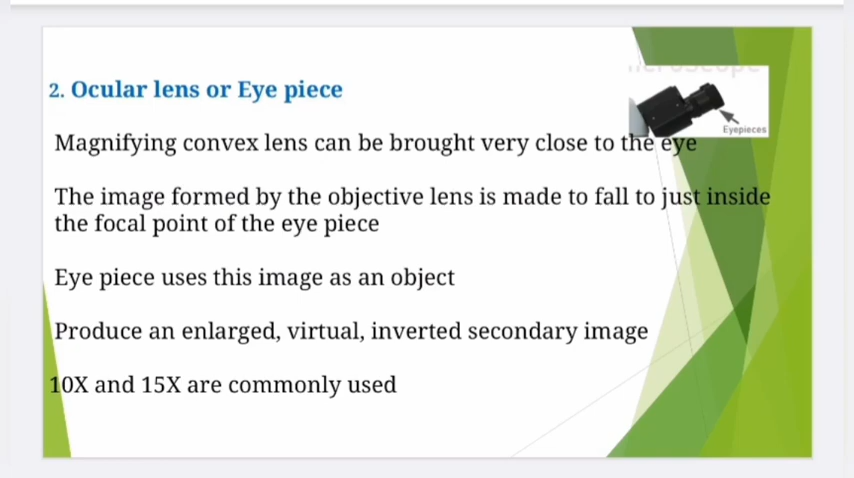 2. Ocular lens or Eye piece
Eyepieces
Magnifying convex lens can be brought very close to the eye
The image formed by the objective lens is made to fall to just inside
the focal point of the eye piece
Eye piece uses this image as an object
Produce an enlarged, virtual, inverted secondary image
10X and 15X are commonly used